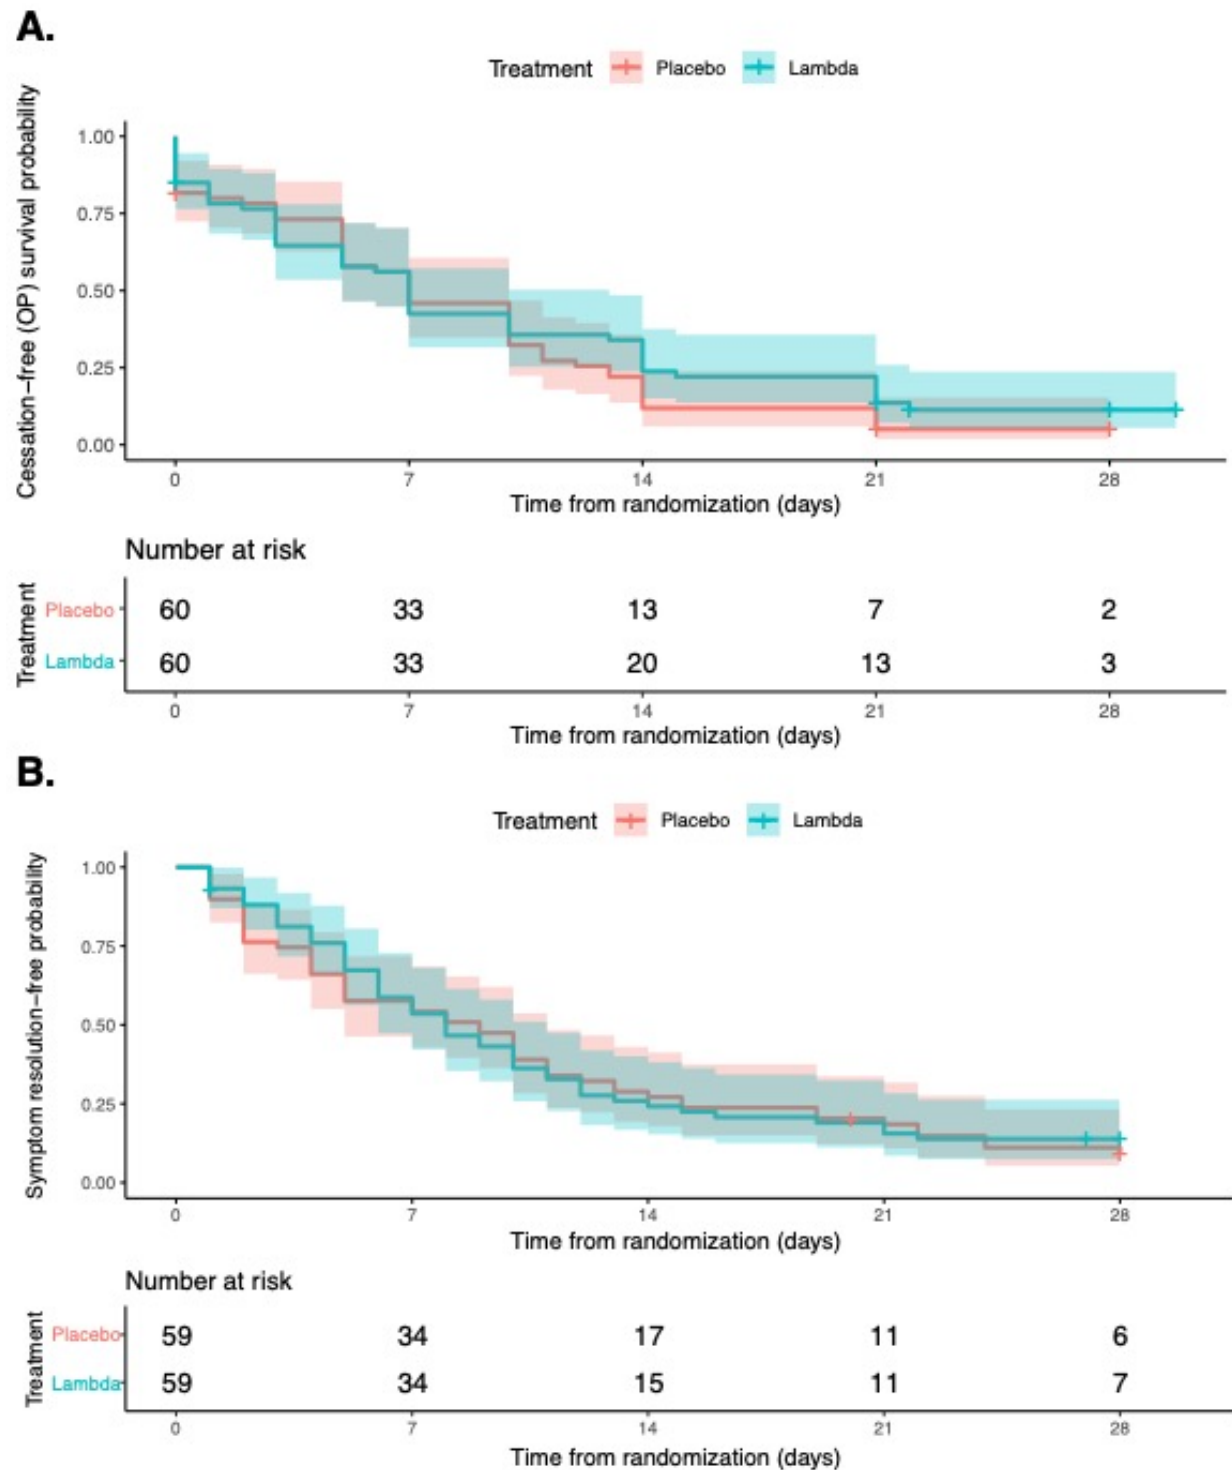 A.
Treatment Placebo Lambda
Cessation−free (OP) survival probability
1.00
0.75
0.50
0.25
0.00
0 7 14 21 28
Time from randomization (days)
Number at risk
Treatment
Placebo 60 33 13 7 2
Lambda 60 33 20 13 3
0 7 14 21 28
Time from randomization (days)
B.
Treatment Placebo Lambda
Symptom resolution−free probability
1.00
0.75
0.50
0.25
0.00
0 7 14 21 28
Time from randomization (days)
Number at risk
Treatment
Placebo 59 34 17 11 6
Lambda 59 34 15 11 7
0 7 14 21 28
Time from randomization (days)